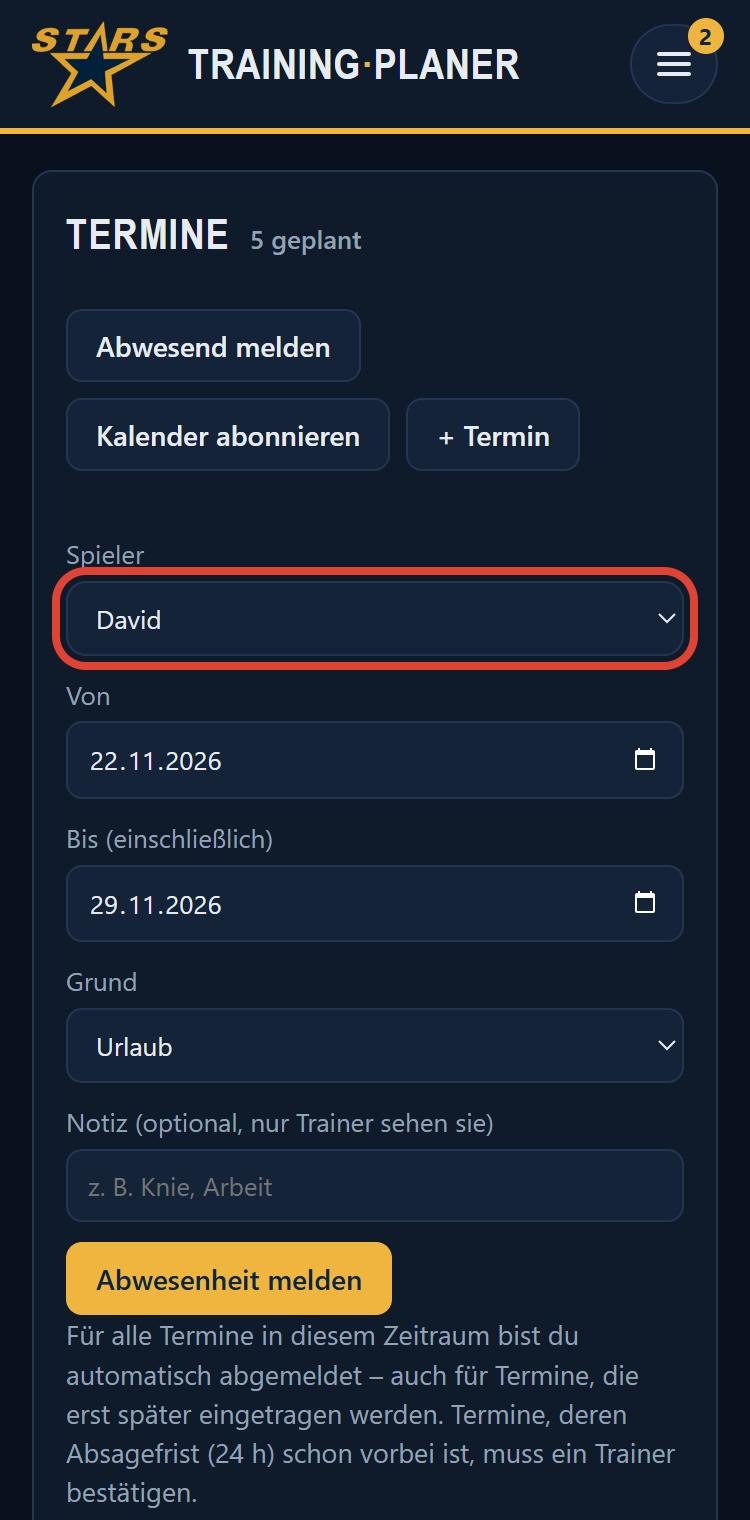 STARS
TRAINING·PLANER
2
TERMINE 5 geplant
Abwesend melden
Kalender abonnieren
+ Termin
Spieler
David
Von
22.11.2026
Bis (einschließlich)
29.11.2026
Grund
Urlaub
Notiz (optional, nur Trainer sehen sie)
z. B. Knie, Arbeit
Abwesenheit melden
Für alle Termine in diesem Zeitraum bist du
automatisch abgemeldet – auch für Termine, die
erst später eingetragen werden. Termine, deren
Absagefrist (24 h) schon vorbei ist, muss ein Trainer
bestätigen.